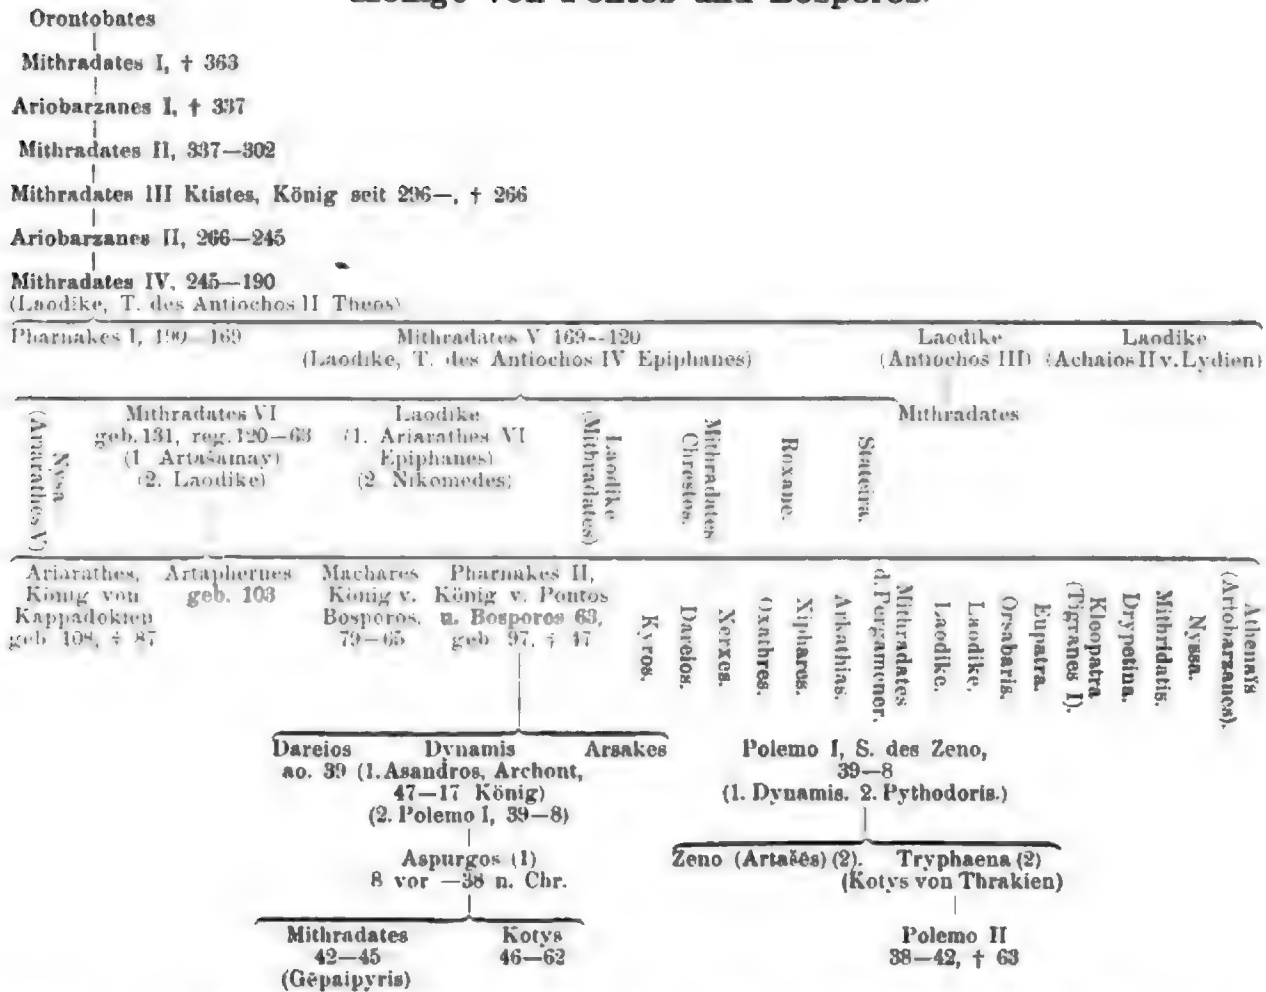 von Pontos und Bosporos.
Orontobates
Mithradates I, † 363
Ariobarzanes I, † 337
Mithradates II, 337—302
Mithradates III Ktistes, König seit 296—, † 266
Ariobarzanes II, 266—245
Mithradates IV, 245—190
(Laodike, T. des Antiochos II Theos)
Pharnakes I, 190—169
Mithradates V 169--120
(Laodike, T. des Antiochos IV Epiphanes)
Laodike
(Antiochos III)
Laodike
(Achaios II v. Lydien)
Mithradates
Nysa
(Ariarathes V)
Mithradates VI
geb. 131, reg. 120—63
(1 Artašamay)
(2. Laodike)
Laodike
(1. Ariarathes VI
Epiphanes)
(2. Nikomedes)
Laodike
(Mithradates)
Mithradates
Chrestos.
Roxane.
Stateira.
Ariarathes,
König von
Kappadokien
geb 108, † 87
Artaphernes
geb. 103
Machares
König v.
Bosporos.
79—65
Pharnakes II,
König v. Pontos
u. Bosporos 63,
geb 97, † 47
Kyros.
Dareios.
Xerxes.
Oxathres.
Xiphares.
Arkathias.
Mithradates
d. Pergamener.
Laodike.
Laodike.
Orsabaris.
Eupatra.
Kleopatra
(Tigranes I).
Drypetina.
Mithridatis.
Nyssa.
Athenaïs
(Ariobarzanes).
Dareios
ao. 39
Dynamis
(1. Asandros, Archont,
47—17 König)
(2. Polemo I, 39—8)
Arsakes
Aspurgos (1)
8 vor —38 n. Chr.
Mithradates
42—45
(Gēpaipyris)
Kotys
46—62
Polemo I, S. des Zeno,
39—8
(1. Dynamis. 2. Pythodoris.)
Zeno (Artašēs) (2).
Tryphaena (2)
(Kotys von Thrakien)
Polemo II
38—42, † 63